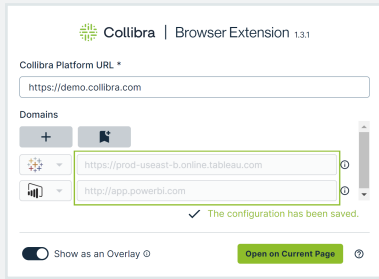 Collibra | Browser Extension 1.3.1
Collibra Platform URL *
https://demo.collibra.com
Domains
https://prod-useast-b.online.tableau.com
http://app.powerbi.com
The configuration has been saved.
Show as an Overlay
Open on Current Page